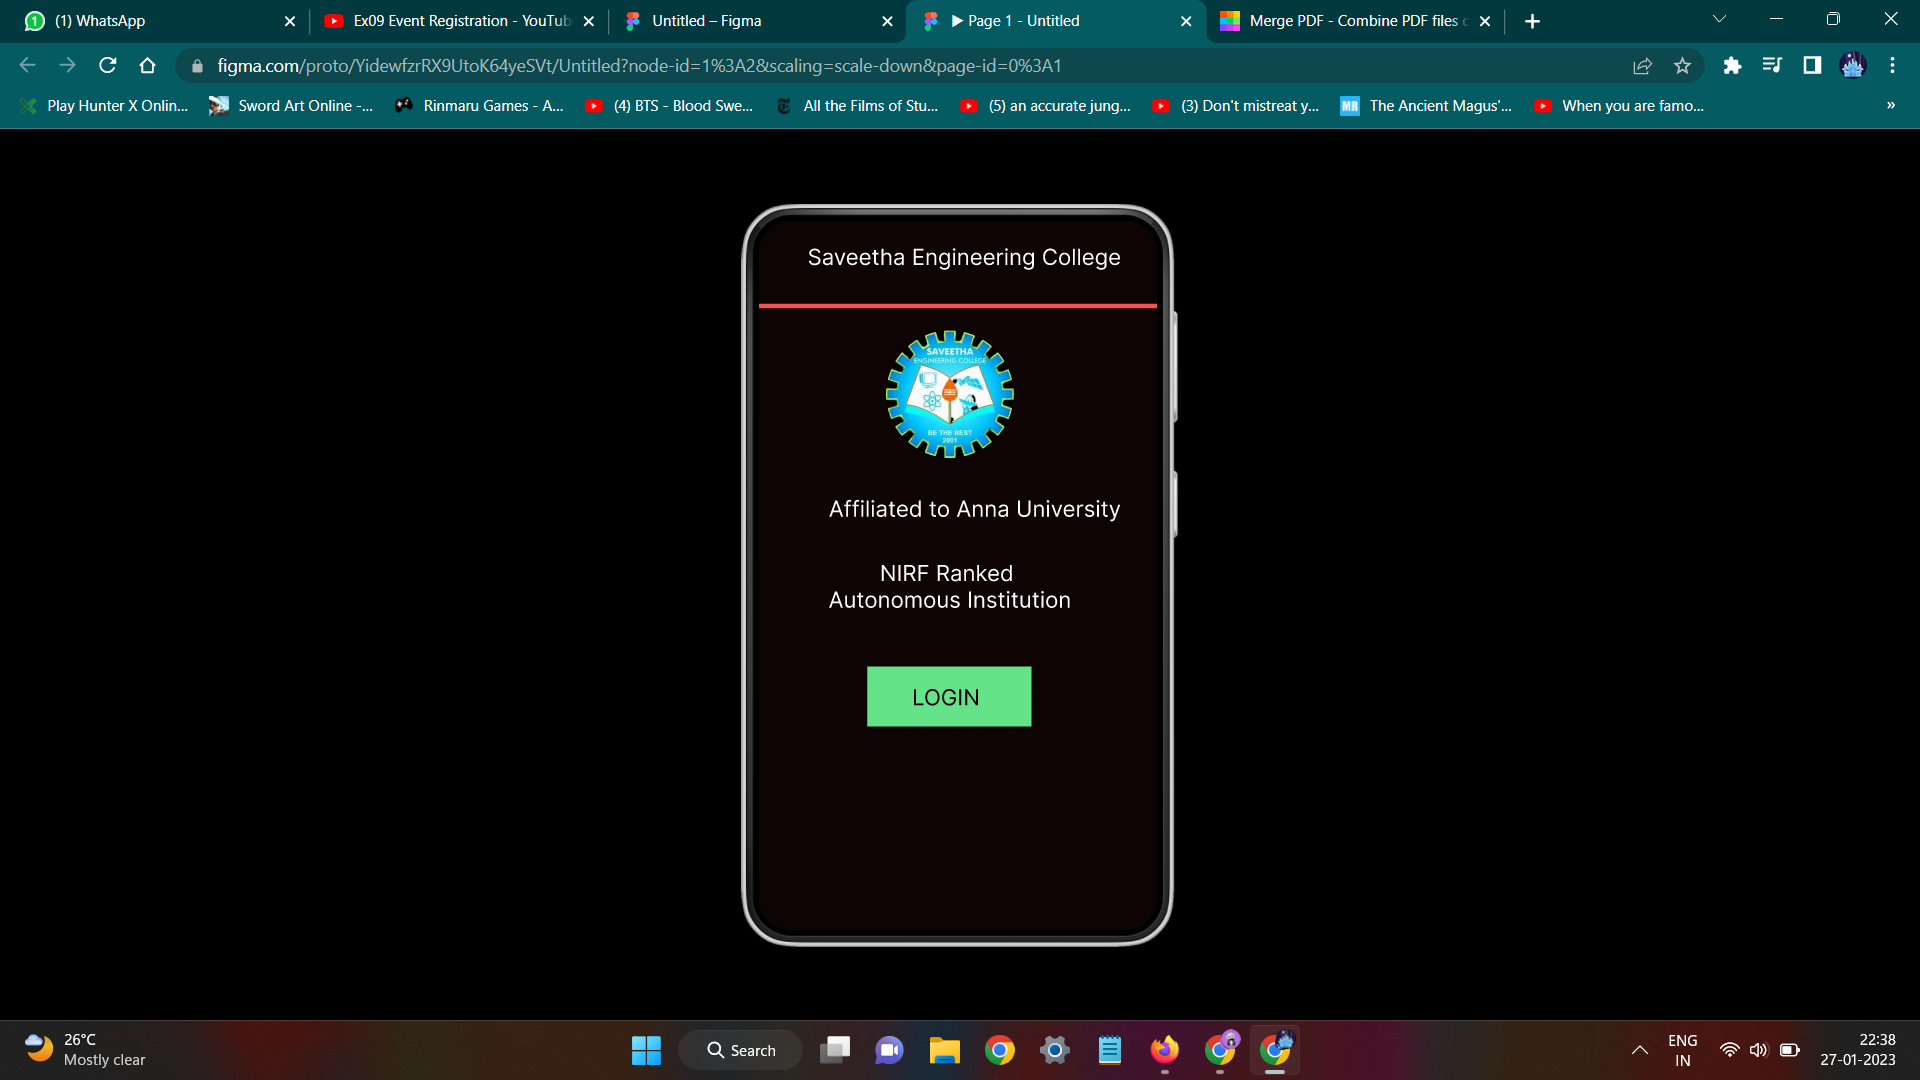 (1) WhatsApp
Ex09 Event Registration - YouTub
Untitled – Figma
▶ Page 1 - Untitled
Merge PDF - Combine PDF files o
figma.com/proto/YidewfzrRX9UtoK64yeSVt/Untitled?node-id=1%3A2&scaling=scale-down&page-id=0%3A1
Play Hunter X Onlin...
Sword Art Online -...
Rinmaru Games - A...
(4) BTS - Blood Swe...
All the Films of Stu...
(5) an accurate jung...
(3) Don't mistreat y...
MR
The Ancient Magus'...
When you are famo...
»
Saveetha Engineering College
SAVEETHA
ENGINEERING COLLEGE
BE THE BEST
2001
Affiliated to Anna University
NIRF Ranked
Autonomous Institution
LOGIN
26°C
Mostly clear
Search
ENG
IN
22:38
27-01-2023